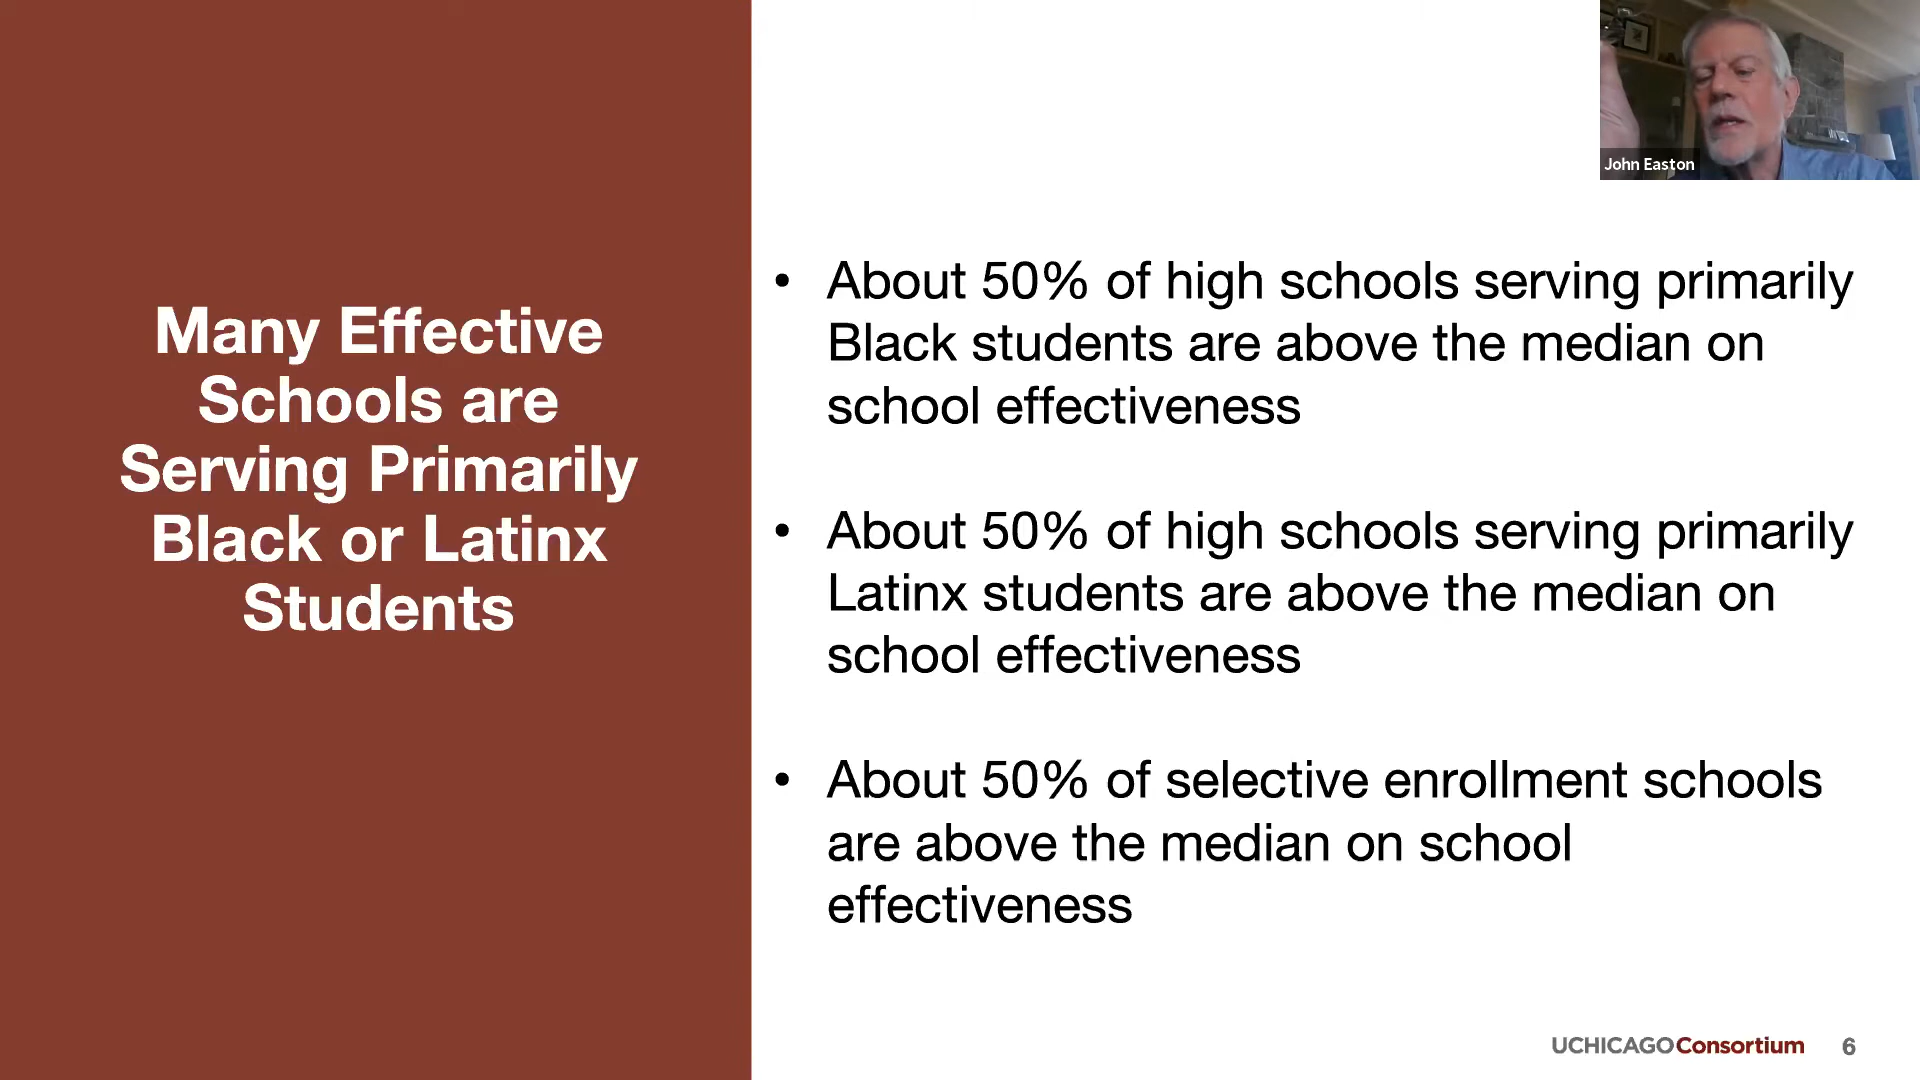 Many Effective
Schools are
Serving Primarily
Black or Latinx
Students
John Easton
• About 50% of high schools serving primarily
Black students are above the median on
school effectiveness
• About 50% of high schools serving primarily
Latinx students are above the median on
school effectiveness
• About 50% of selective enrollment schools
are above the median on school
effectiveness
UCHICAGOConsortium 6